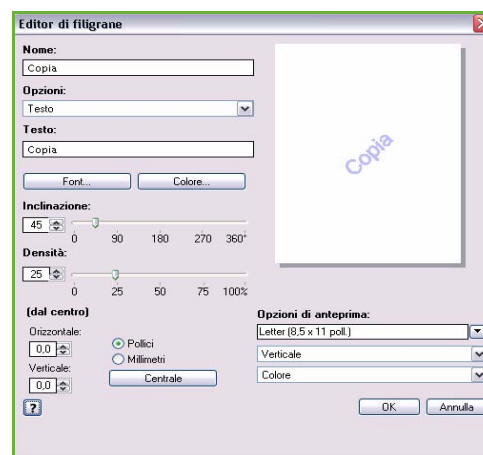 Editor di filigrane
Nome:
Copia
Opzioni:
Testo
Testo:
Copia
Font...
Colore...
Inclinazione:
45
0 90 180 270 360°
Densità:
25
0 25 50 75 100%
(dal centro)
Orizzontale:
0,0
Verticale:
0,0
Pollici
Millimetri
Centrale
?
Copia
Opzioni di anteprima:
Letter (8,5 x 11 poll.)
Verticale
Colore
OK
Annulla